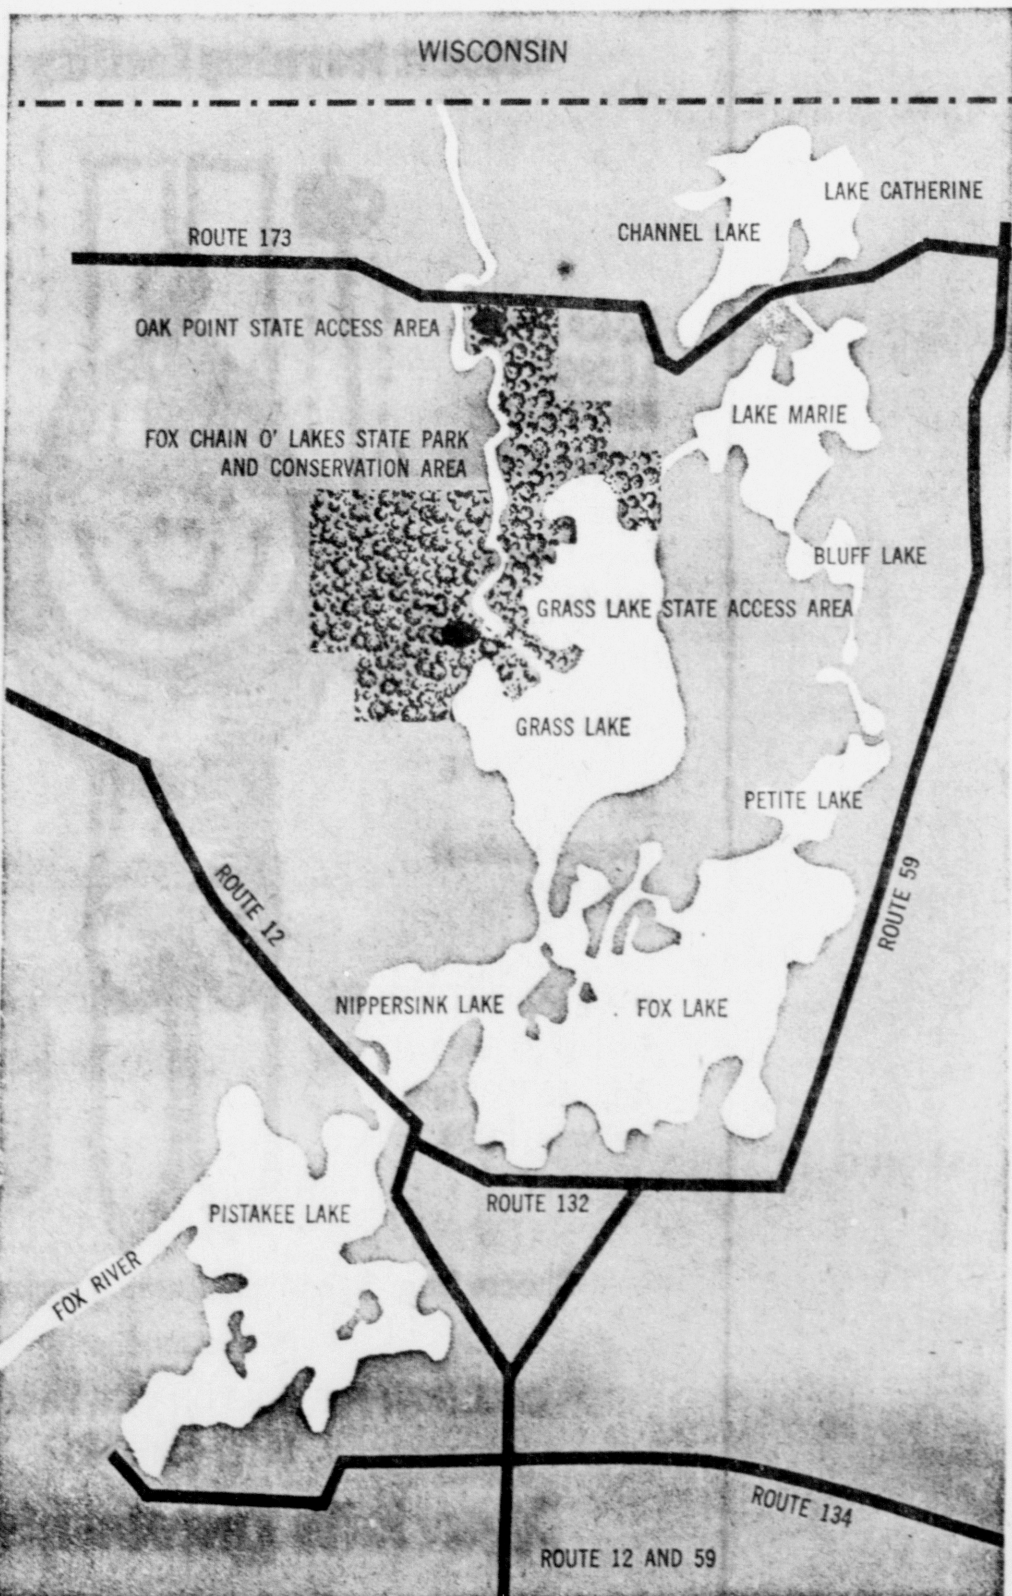 WISCONSIN
LAKE CATHERINE
CHANNEL LAKE
ROUTE 173
OAK POINT STATE ACCESS AREA
LAKE MARIE
FOX CHAIN O' LAKES STATE PARK
AND CONSERVATION AREA
BLUFF LAKE
GRASS LAKE STATE ACCESS AREA
GRASS LAKE
PETITE LAKE
ROUTE 12
ROUTE 59
NIPPERSINK LAKE
FOX LAKE
ROUTE 132
PISTAKEE LAKE
FOX RIVER
ROUTE 134
ROUTE 12 AND 59